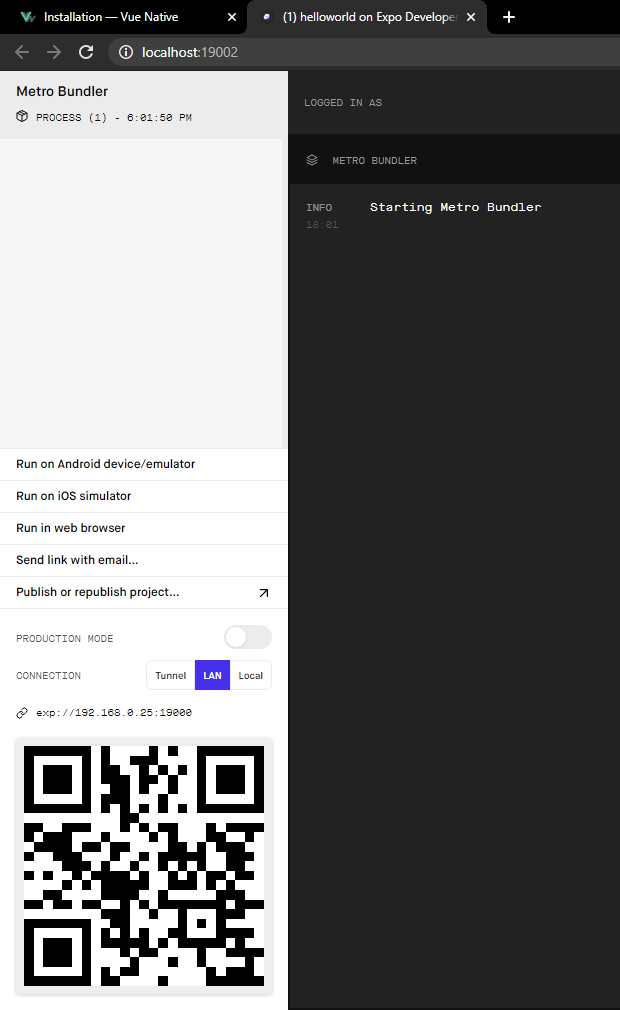 Installation — Vue Native
(1) helloworld on Expo Developer
localhost:19002
Metro Bundler
PROCESS (1) - 6:01:50 PM
LOGGED IN AS
METRO BUNDLER
INFO
18:01
Starting Metro Bundler
Run on Android device/emulator
Run on iOS simulator
Run in web browser
Send link with email...
Publish or republish project...
PRODUCTION MODE
CONNECTION
Tunnel
LAN
Local
exp://192.168.0.25:19000